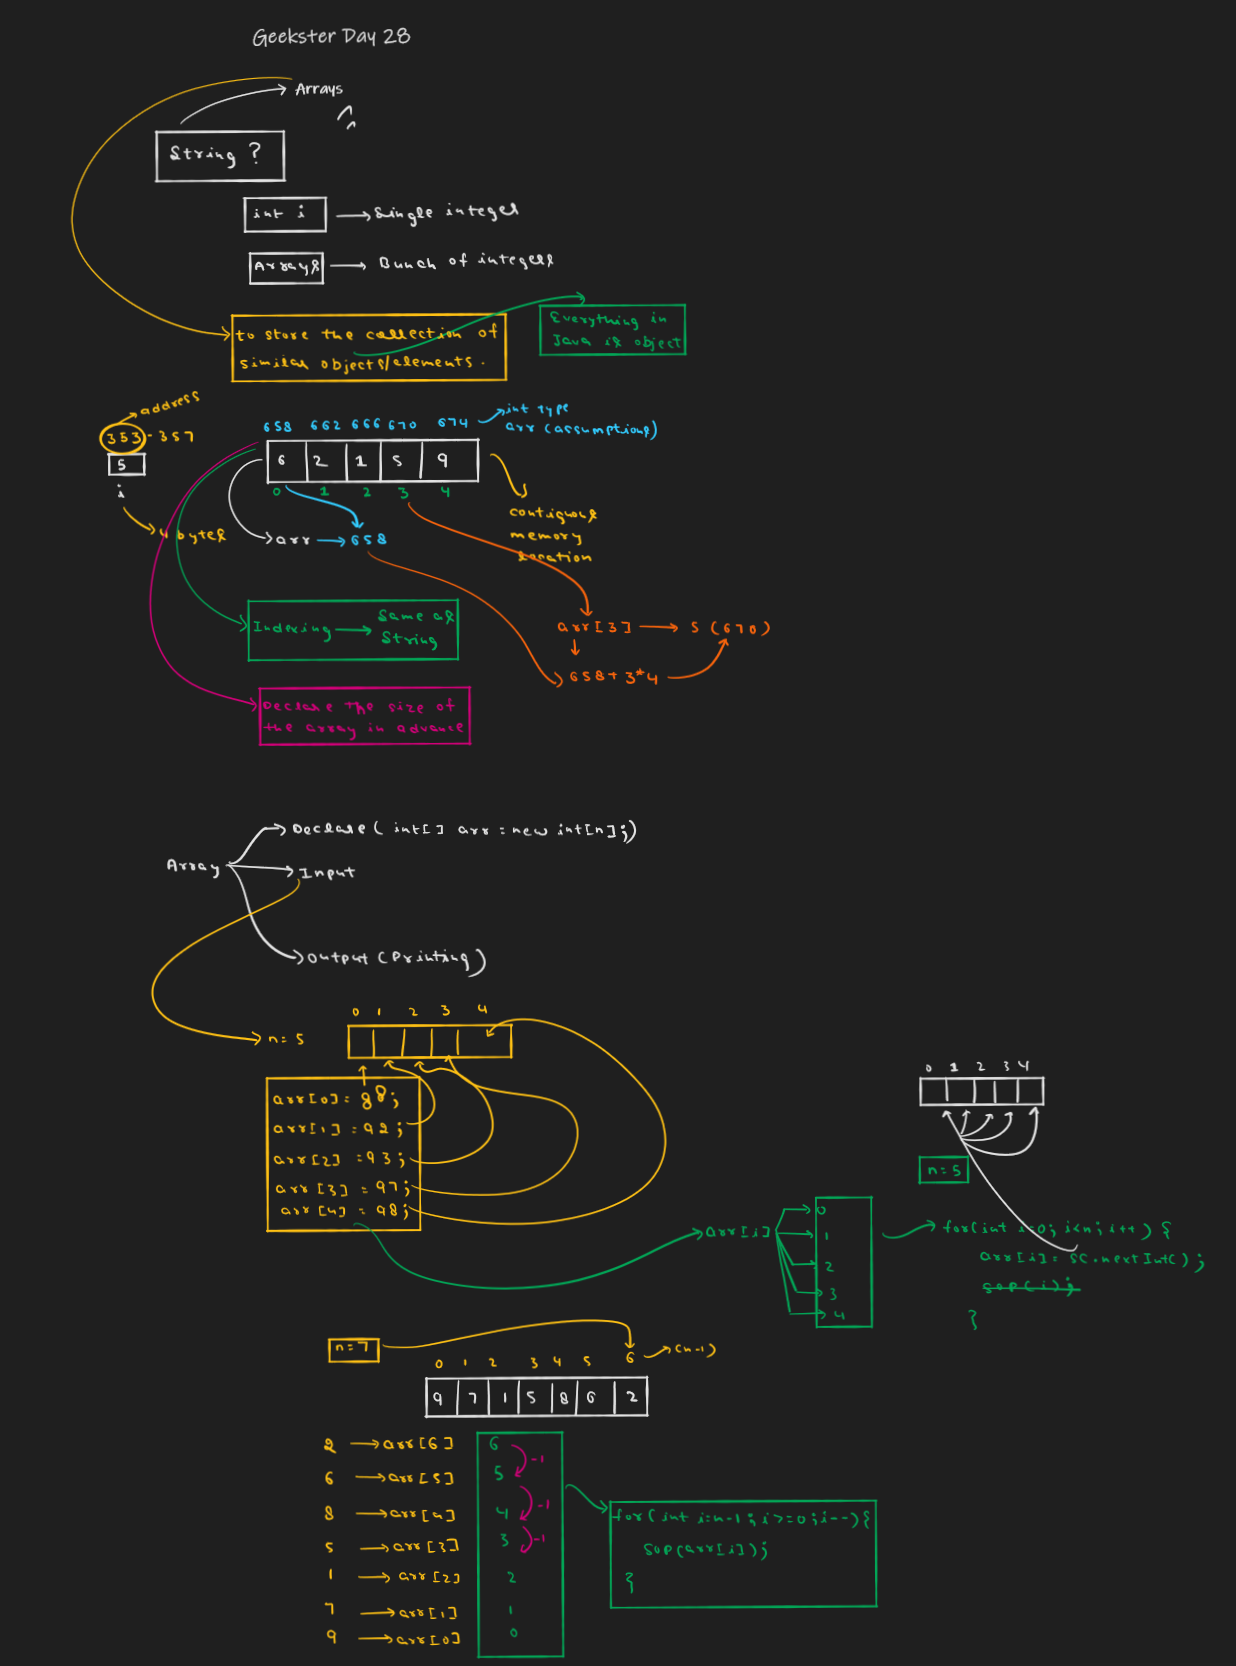 Geekster Day 28
Arrays
String ?
int i → Single integer
Arrays → Bunch of integers
to store the collection of
similar objects/elements.
Everything in
Java is object
address
353-357
5
i
4 bytes
658 662 666 670 674
int type
arr (assumptions)
6 2 1 5 9
0 1 2 3 4
contiguous
memory
location
arr → 658
Indexing → Same as
String
arr[3] → 5 (670)
658 + 3*4
Declare the size of
the array in advance
Array
Declare ( int[] arr = new int[n];)
Input
Output (Printing)
n = 5
0 1 2 3 4
arr[0] = 88;
arr[1] = 92;
arr[2] = 93;
arr[3] = 97;
arr[4] = 98;
0 1 2 3 4
n = 5
arr[i]
0
1
2
3
4
for(int i=0; i<n; i++) {
arr[i] = sc.nextInt();
sop(i);
}
n = 7
0 1 2 3 4 5 6 → (n-1)
9 7 1 5 8 6 2
2 → arr[6] 6
-1
6 → arr[5] 5
-1
8 → arr[4] 4
-1
5 → arr[3] 3
1 → arr[2] 2
7 → arr[1] 1
9 → arr[0] 0
for(int i=n-1; i>=0; i--){
sop(arr[i]);
}